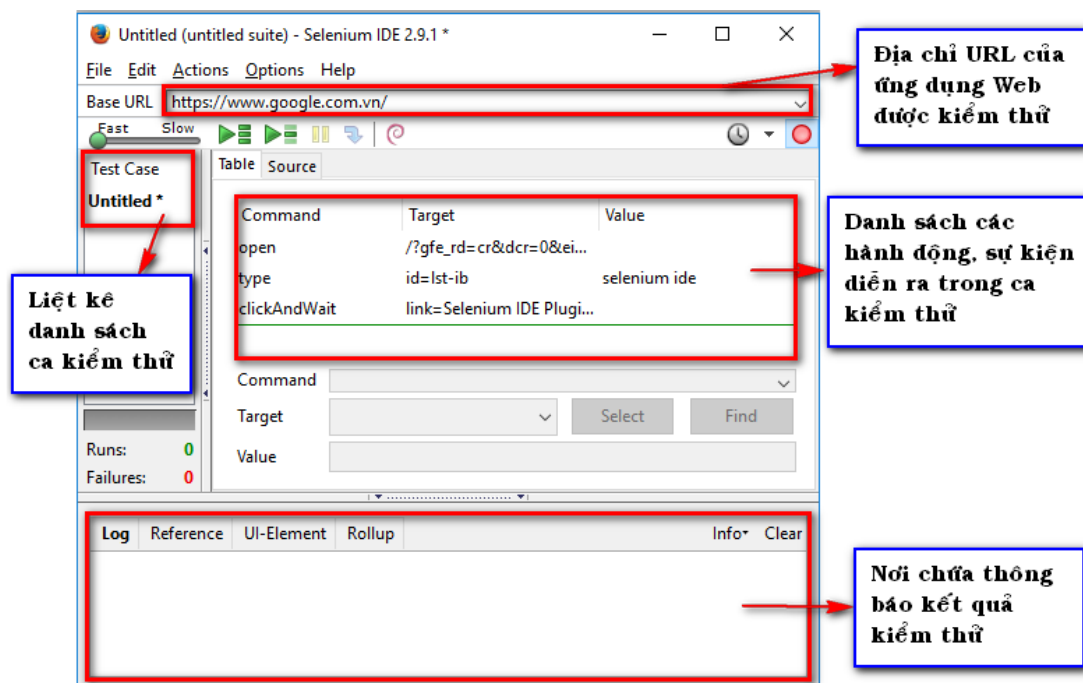 Untitled (untitled suite) - Selenium IDE 2.9.1 *
File Edit Actions Options Help
Base URL https://www.google.com.vn/
Fast Slow
Địa chỉ URL của
ứng dụng Web
được kiểm thử
Test Case
Untitled *
Table Source
Command Target Value
open /?gfe_rd=cr&dcr=0&ei...
type id=lst-ib selenium ide
clickAndWait link=Selenium IDE Plugi...
Danh sách các
hành động, sự kiện
diễn ra trong ca
kiểm thử
Liệt kê
danh sách
ca kiểm thử
Command
Target Select Find
Value
Runs: 0
Failures: 0
Log Reference UI-Element Rollup Info Clear
Nơi chứa thông
báo kết quả
kiểm thử